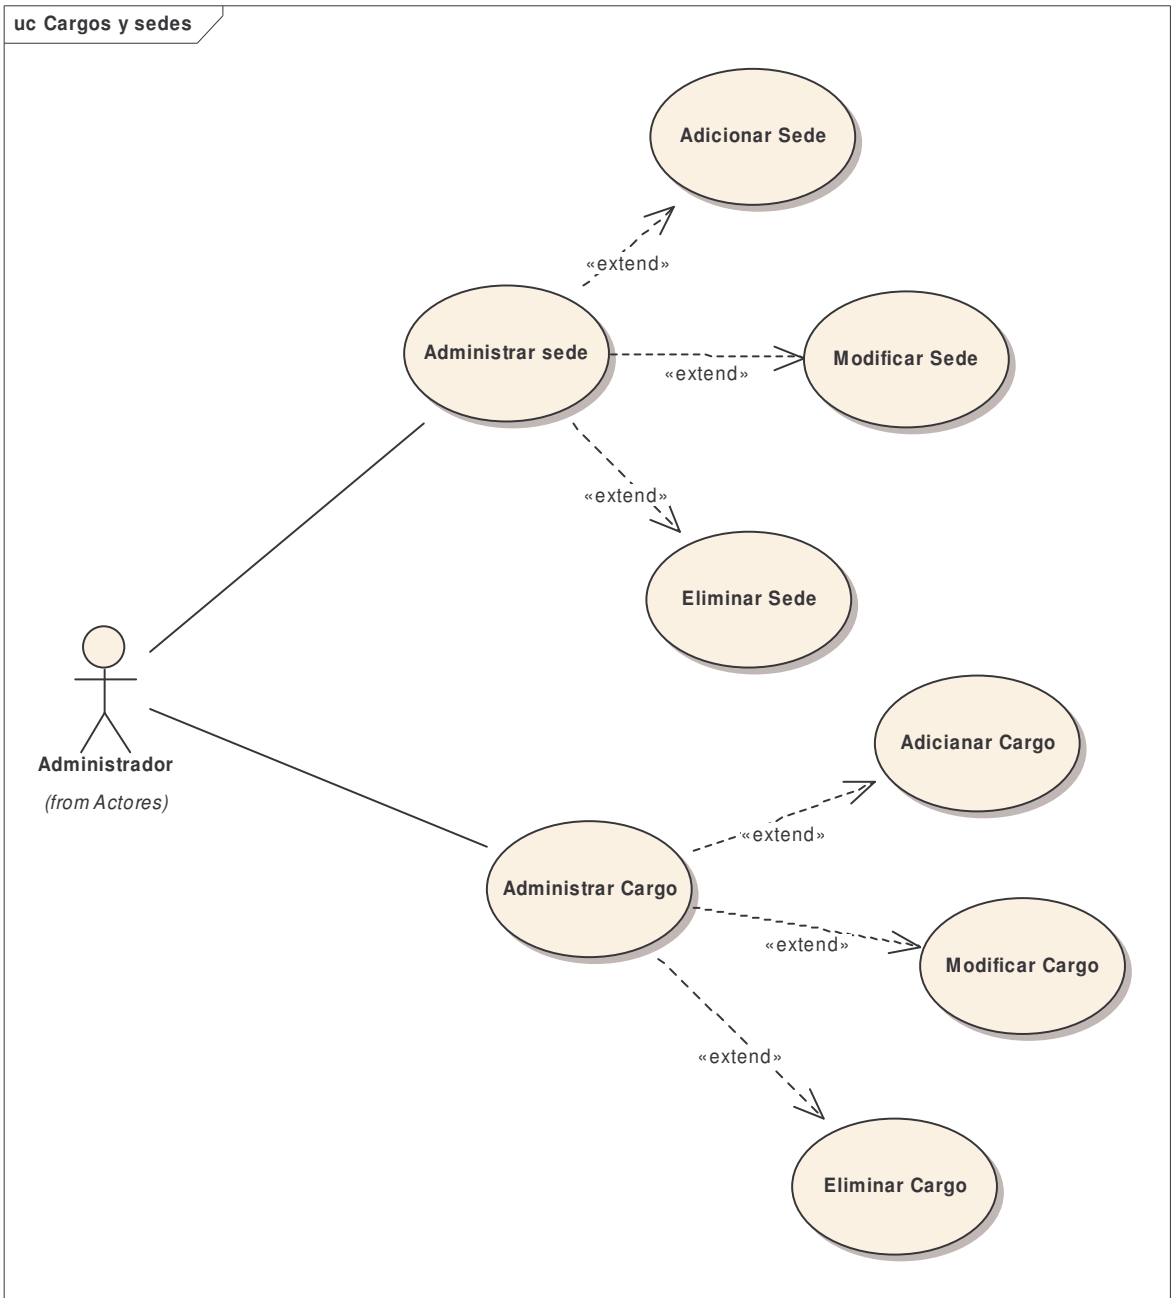 uc Cargos y sedes
Adicionar Sede
«extend»
Administrar sede
Modificar Sede
«extend»
«extend»
Eliminar Sede
Adicianar Cargo
Administrador
(from Actores)
«extend»
Administrar Cargo
«extend»
Modificar Cargo
«extend»
Eliminar Cargo